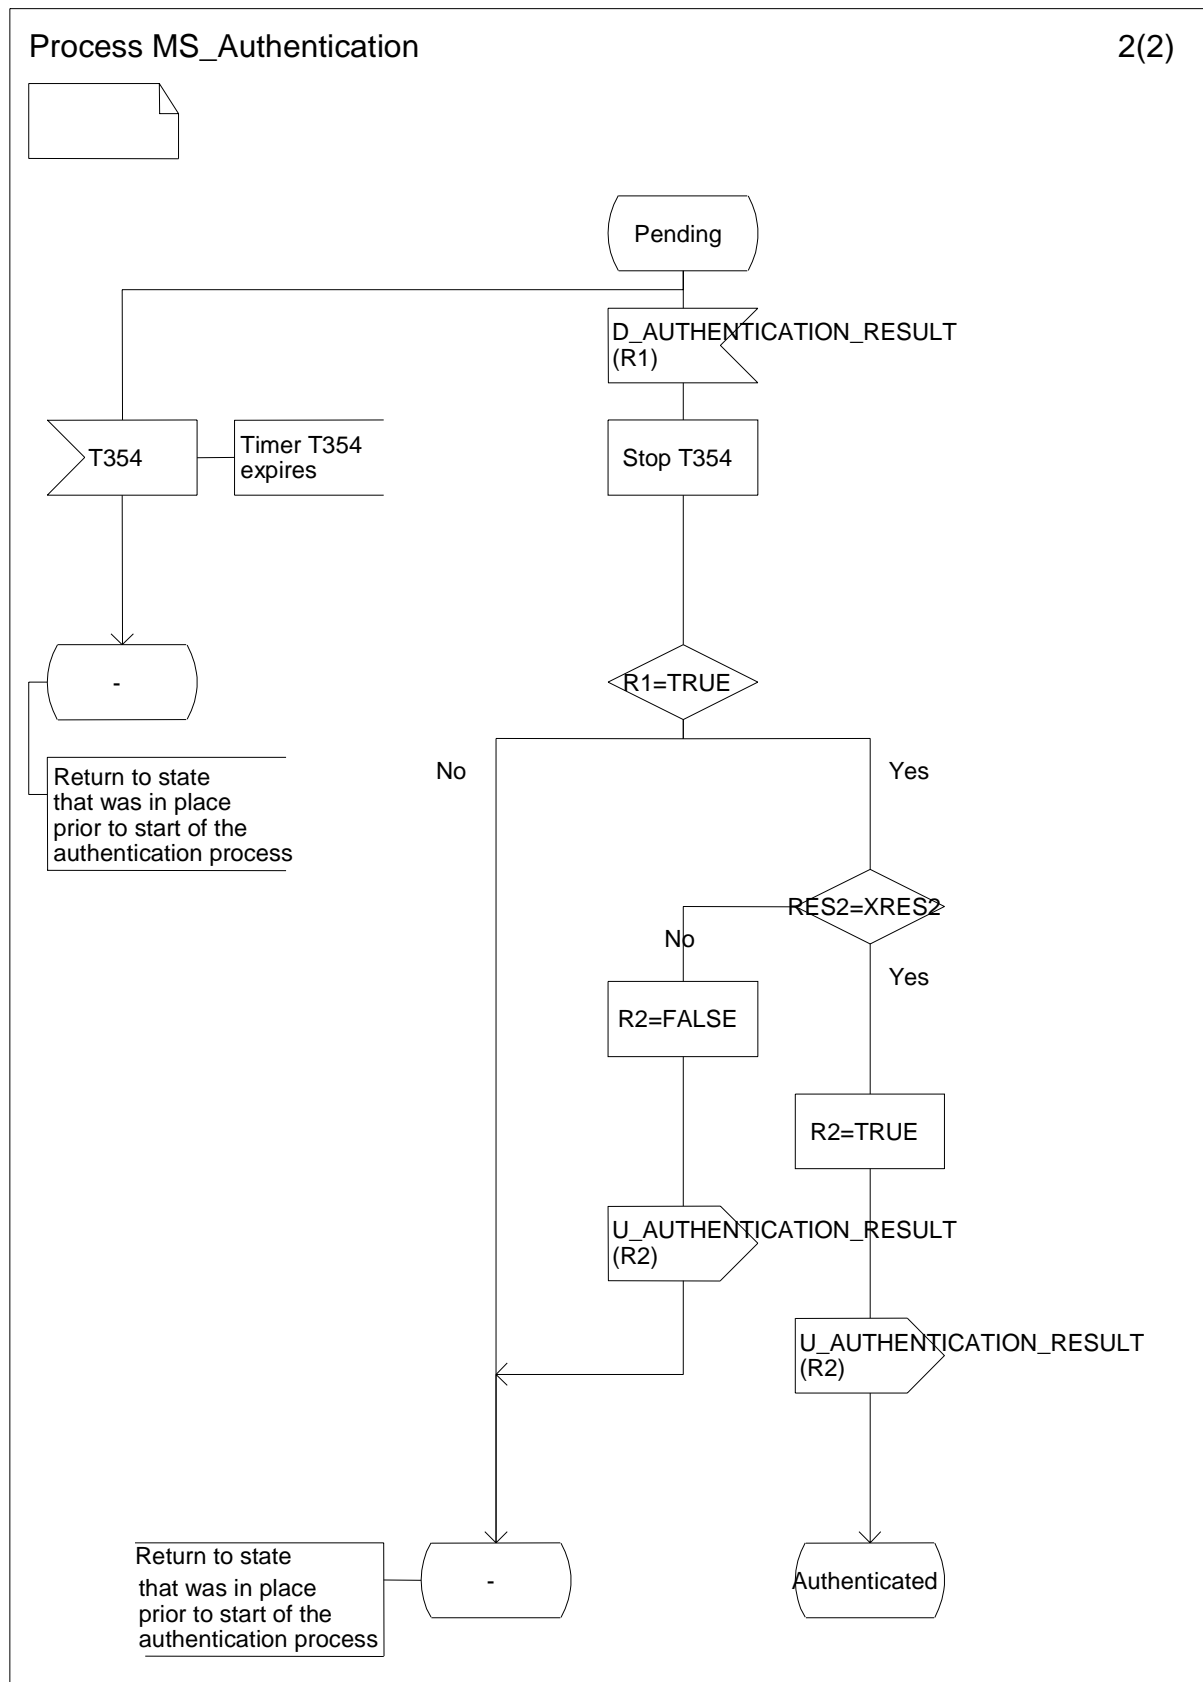 Process MS_Authentication
2(2)
Pending
D_AUTHENTICATION_RESULT
(R1)
T354
Timer T354
expires
Stop T354
-
R1=TRUE
No
Yes
Return to state
that was in place
prior to start of the
authentication process
RES2=XRES2
No
Yes
R2=FALSE
R2=TRUE
U_AUTHENTICATION_RESULT
(R2)
U_AUTHENTICATION_RESULT
(R2)
Return to state
that was in place
prior to start of the
authentication process
-
Authenticated